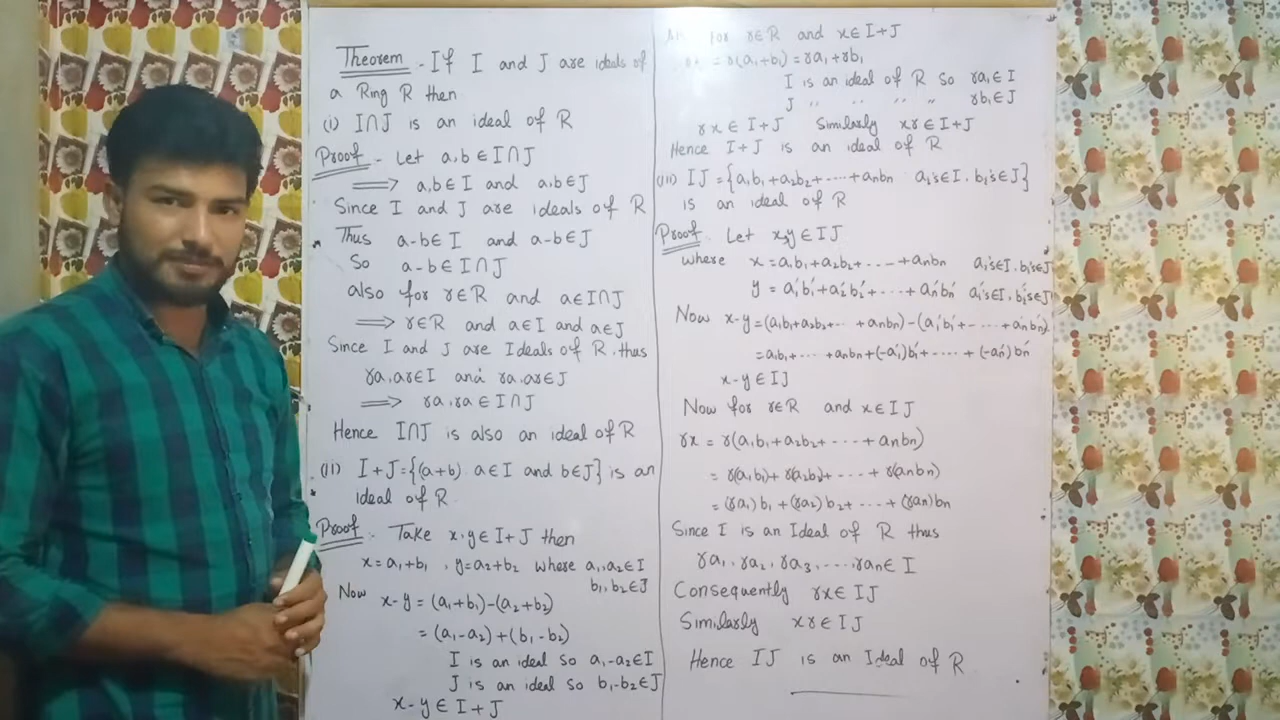 Theorem - If I and J are ideals of
a Ring R then
(i) I∩J is an ideal of R
Proof - Let a,b ∈ I∩J
⟹ a,b ∈ I and a,b ∈ J
Since I and J are ideals of R
Thus a-b ∈ I and a-b ∈ J
So a-b ∈ I∩J
also for r∈R and a∈I∩J
⟹ r∈R and a∈I and a∈J
Since I and J are Ideals of R. thus
ra,ar∈I and ra,ar∈J
⟹ ra,ra ∈ I∩J
Hence I∩J is also an ideal of R
(ii) I+J={(a+b) a∈I and b∈J} is an
ideal of R
Proof:- Take x,y ∈ I+J then
x=a₁+b₁, y=a₂+b₂ where a₁,a₂∈I
b₁,b₂∈J
Now x-y = (a₁+b₁)-(a₂+b₂)
= (a₁-a₂)+(b₁-b₂)
I is an ideal so a₁-a₂∈I
J is an ideal so b₁-b₂∈J
x-y ∈ I+J
for r∈R and x∈I+J
= r(a₁+b₁) = ra₁+rb₁
I is an ideal of R so ra₁∈I
J " " " " rb₁∈J
rx ∈ I+J Similarly xr∈I+J
Hence I+J is an ideal of R
(iii) IJ={a₁b₁+a₂b₂+----+anbn ai's∈I, bi's∈J}
is an ideal of R
Proof. Let x,y ∈ IJ
where x=a₁b₁+a₂b₂+----+anbn ai's∈I, bi's∈J
y = a₁'b₁'+a₂'b₂'+---+an'bn' ai's∈I, bi's∈J
Now x-y=(a₁b₁+a₂b₂+--+anbn)-(a₁'b₁'+----+an'bn')
=a₁b₁+---+anbn+(-a₁')b₁'+----+(-an')bn'
x-y ∈ IJ
Now for r∈R and x∈IJ
rx = r(a₁b₁+a₂b₂+---+anbn)
= r(a₁b₁)+r(a₂b₂)+----+r(anbn)
=(ra₁)b₁+(ra₂)b₂+---+(ran)bn
Since I is an Ideal of R thus
ra₁, ra₂, ra₃, ----, ran∈I
Consequently rx∈IJ
Similarly xr∈IJ
Hence IJ is an Ideal of R